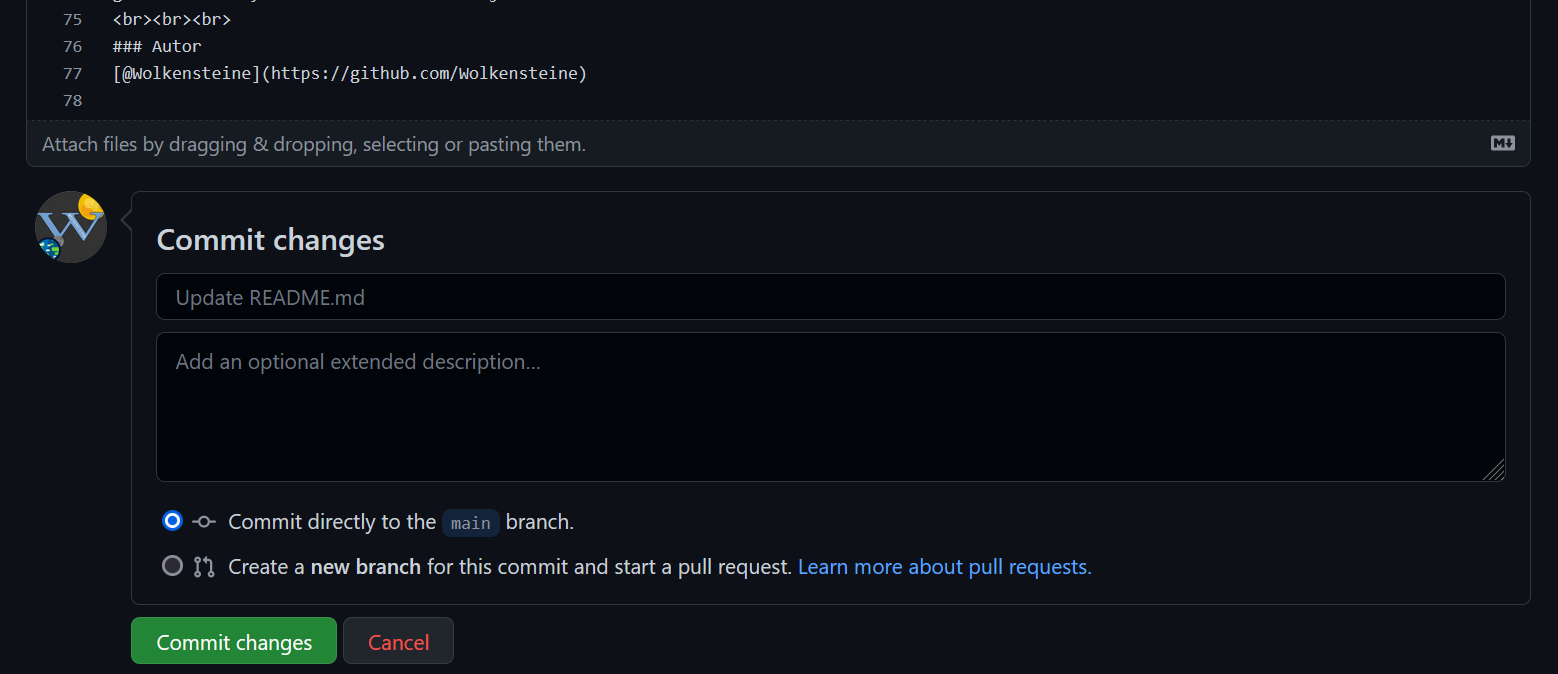 75 <br><br><br>
76 ### Autor
77 [@Wolkensteine](https://github.com/Wolkensteine)
78
Attach files by dragging & dropping, selecting or pasting them.
W
Commit changes
Update README.md
Add an optional extended description...
Commit directly to the main branch.
Create a new branch for this commit and start a pull request. Learn more about pull requests.
Commit changes Cancel